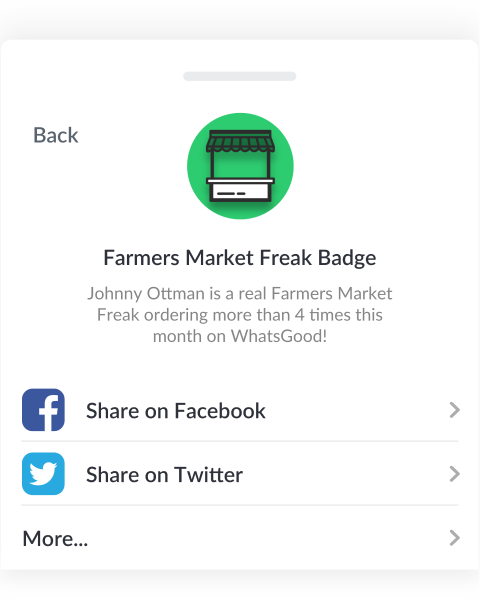 Back
Farmers Market Freak Badge
Johnny Ottman is a real Farmers Market
Freak ordering more than 4 times this
month on WhatsGood!
Share on Facebook
Share on Twitter
More...